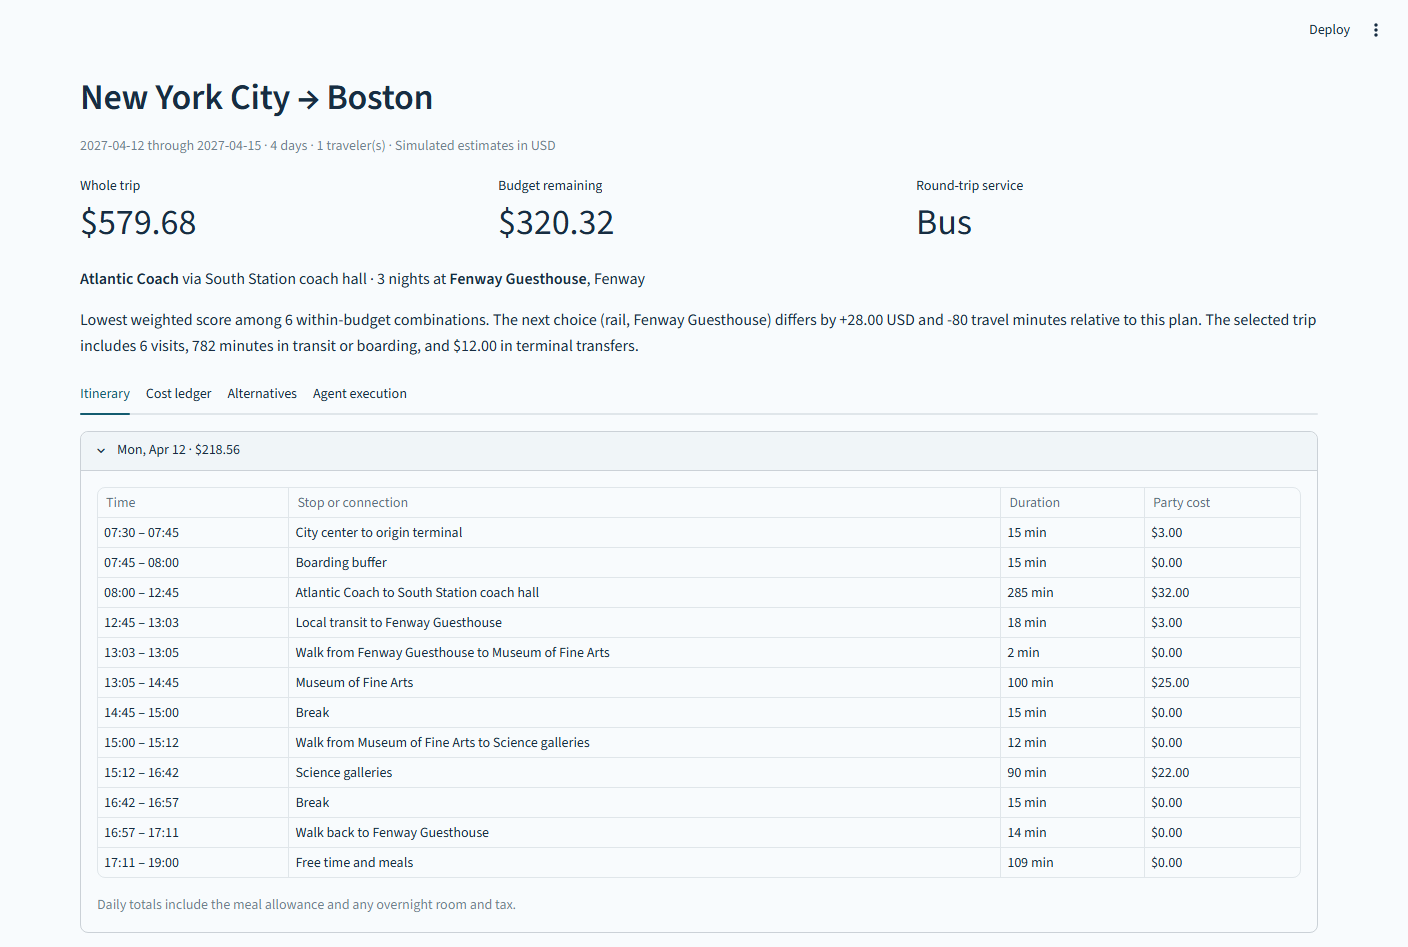 Deploy
New York City → Boston
2027-04-12 through 2027-04-15 · 4 days · 1 traveler(s) · Simulated estimates in USD
Whole trip Budget remaining Round-trip service
$579.68 $320.32 Bus
Atlantic Coach via South Station coach hall · 3 nights at Fenway Guesthouse, Fenway
Lowest weighted score among 6 within-budget combinations. The next choice (rail, Fenway Guesthouse) differs by +28.00 USD and -80 travel minutes relative to this plan. The selected trip
includes 6 visits, 782 minutes in transit or boarding, and $12.00 in terminal transfers.
Itinerary Cost ledger Alternatives Agent execution
Mon, Apr 12 · $218.56
Time Stop or connection Duration Party cost
07:30 – 07:45 City center to origin terminal 15 min $3.00
07:45 – 08:00 Boarding buffer 15 min $0.00
08:00 – 12:45 Atlantic Coach to South Station coach hall 285 min $32.00
12:45 – 13:03 Local transit to Fenway Guesthouse 18 min $3.00
13:03 – 13:05 Walk from Fenway Guesthouse to Museum of Fine Arts 2 min $0.00
13:05 – 14:45 Museum of Fine Arts 100 min $25.00
14:45 – 15:00 Break 15 min $0.00
15:00 – 15:12 Walk from Museum of Fine Arts to Science galleries 12 min $0.00
15:12 – 16:42 Science galleries 90 min $22.00
16:42 – 16:57 Break 15 min $0.00
16:57 – 17:11 Walk back to Fenway Guesthouse 14 min $0.00
17:11 – 19:00 Free time and meals 109 min $0.00
Daily totals include the meal allowance and any overnight room and tax.